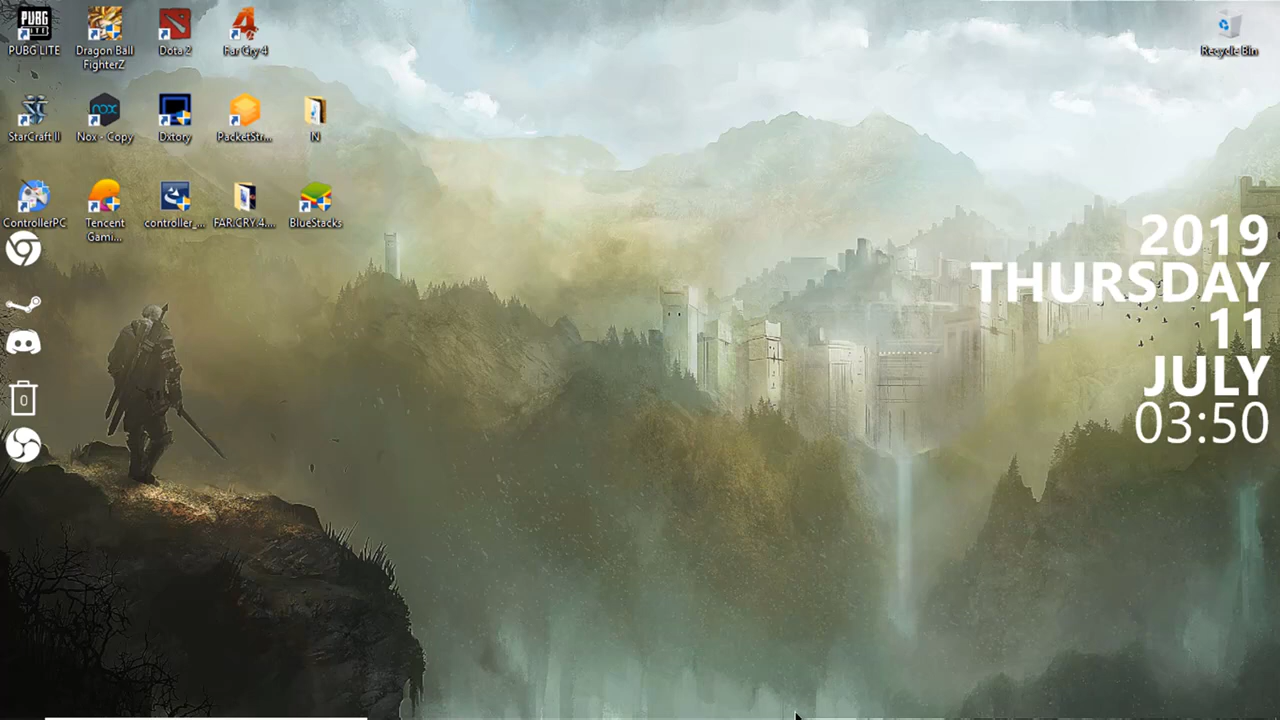 PUBG LITE
Dragon Ball
FighterZ
Dota 2
Far Cry 4
Recycle Bin
StarCraft II
Nox - Copy
Dxtory
PacketStr...
N
ControllerPC
Tencent
Gami...
controller_...
FAR.CRY.4....
BlueStacks
2019
THURSDAY
11
JULY
03:50
0